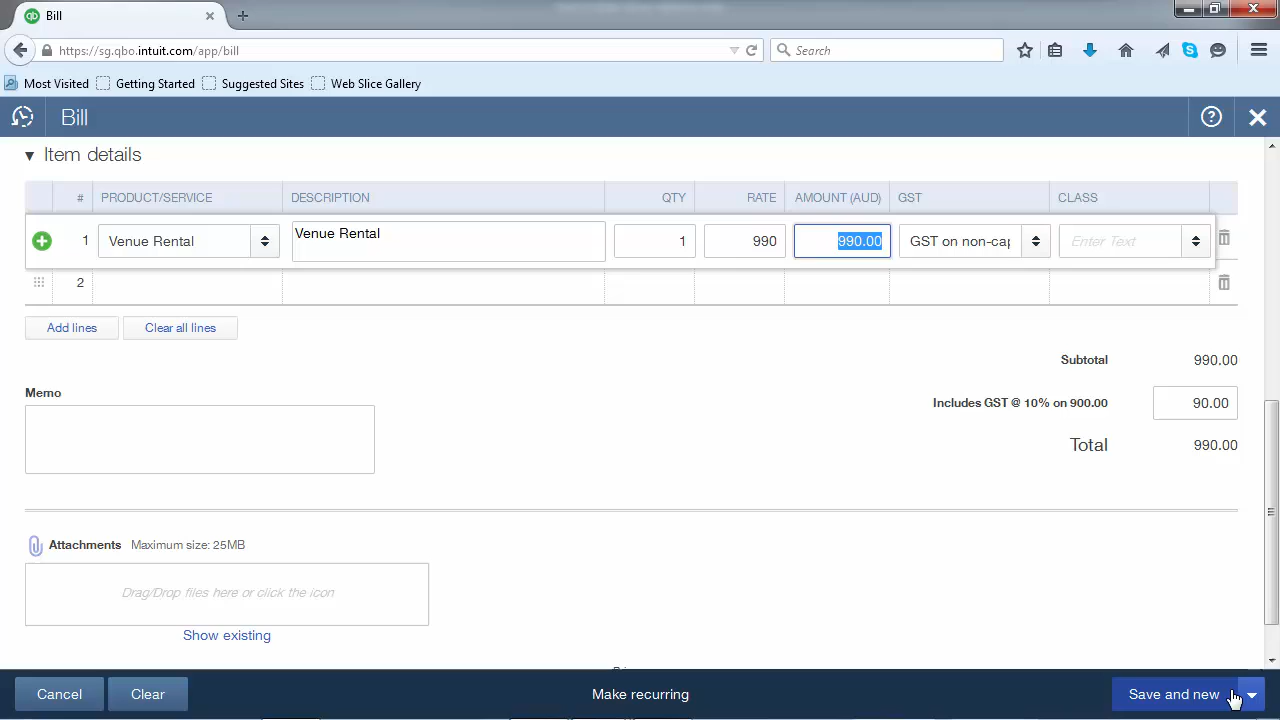 Bill
https://sg.qbo.intuit.com/app/bill
Search
Most Visited Getting Started Suggested Sites Web Slice Gallery
Bill
Item details
# PRODUCT/SERVICE DESCRIPTION QTY RATE AMOUNT (AUD) GST CLASS
1 Venue Rental Venue Rental 1 990 990.00 GST on non-cap Enter Text
2
Add lines Clear all lines
Subtotal 990.00
Memo
Includes GST @ 10% on 900.00 90.00
Total 990.00
Attachments Maximum size: 25MB
Drag/Drop files here or click the icon
Show existing
Cancel Clear Make recurring Save and new